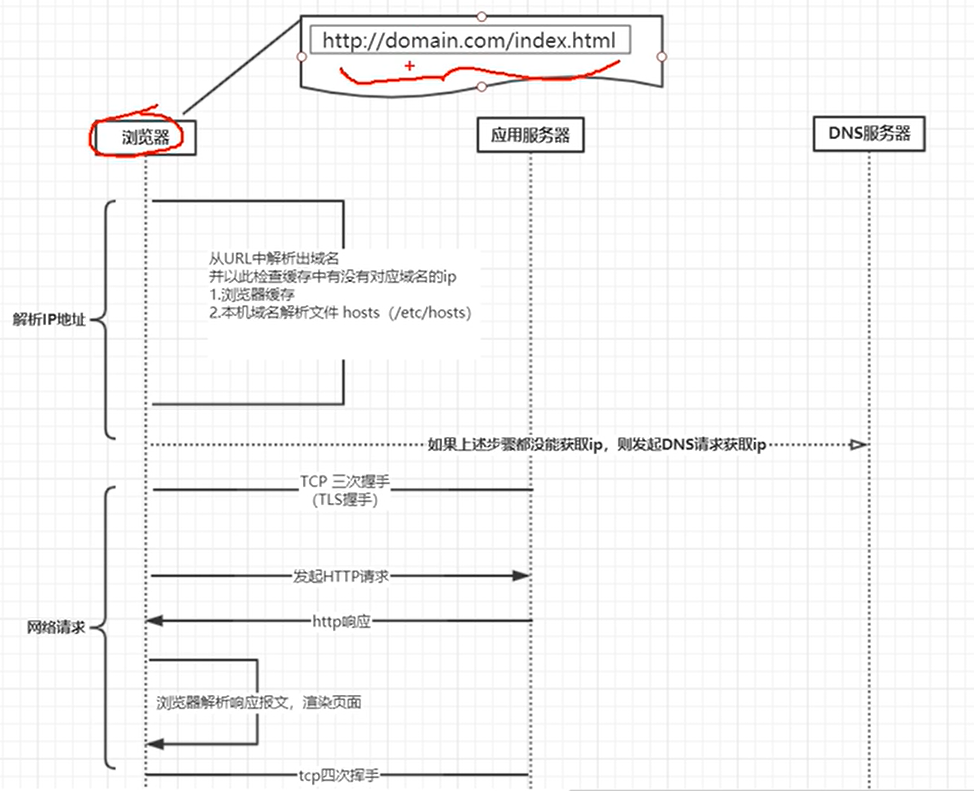 http://domain.com/index.html
浏览器
应用服务器
DNS服务器
从URL中解析出域名
并以此检查缓存中有没有对应域名的ip
1.浏览器缓存
2.本机域名解析文件 hosts（/etc/hosts）
解析IP地址
如果上述步骤都没能获取ip，则发起DNS请求获取ip
TCP 三次握手
（TLS握手）
发起HTTP请求
http响应
网络请求
浏览器解析响应报文，渲染页面
tcp四次挥手